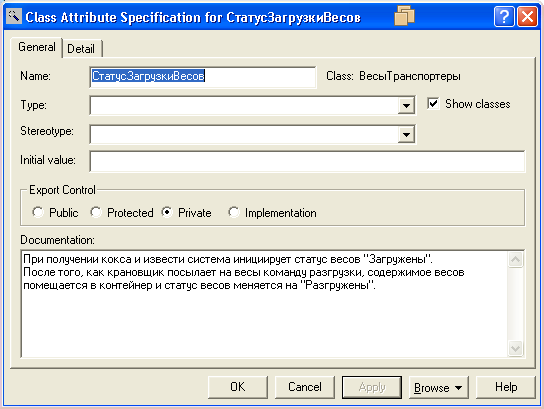 Class Attribute Specification for СтатусЗагрузкиВесов
General Detail
Name: СтатусЗагрузкиВесов Class: ВесыТранспортеры
Type: Show classes
Stereotype:
Initial value:
Export Control
Public Protected Private Implementation
Documentation:
При получении кокса и извести система инициирует статус весов "Загружены".
После того, как крановщик посылает на весы команду разгрузки, содержимое весов
помещается в контейнер и статус весов меняется на "Разгружены".
OK Cancel Apply Browse Help